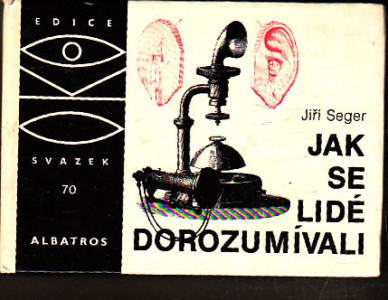 EDICE
SVAZEK
70
ALBATROS
Jiří Seger
JAK
SE
LIDÉ
DOROZUMÍVALI